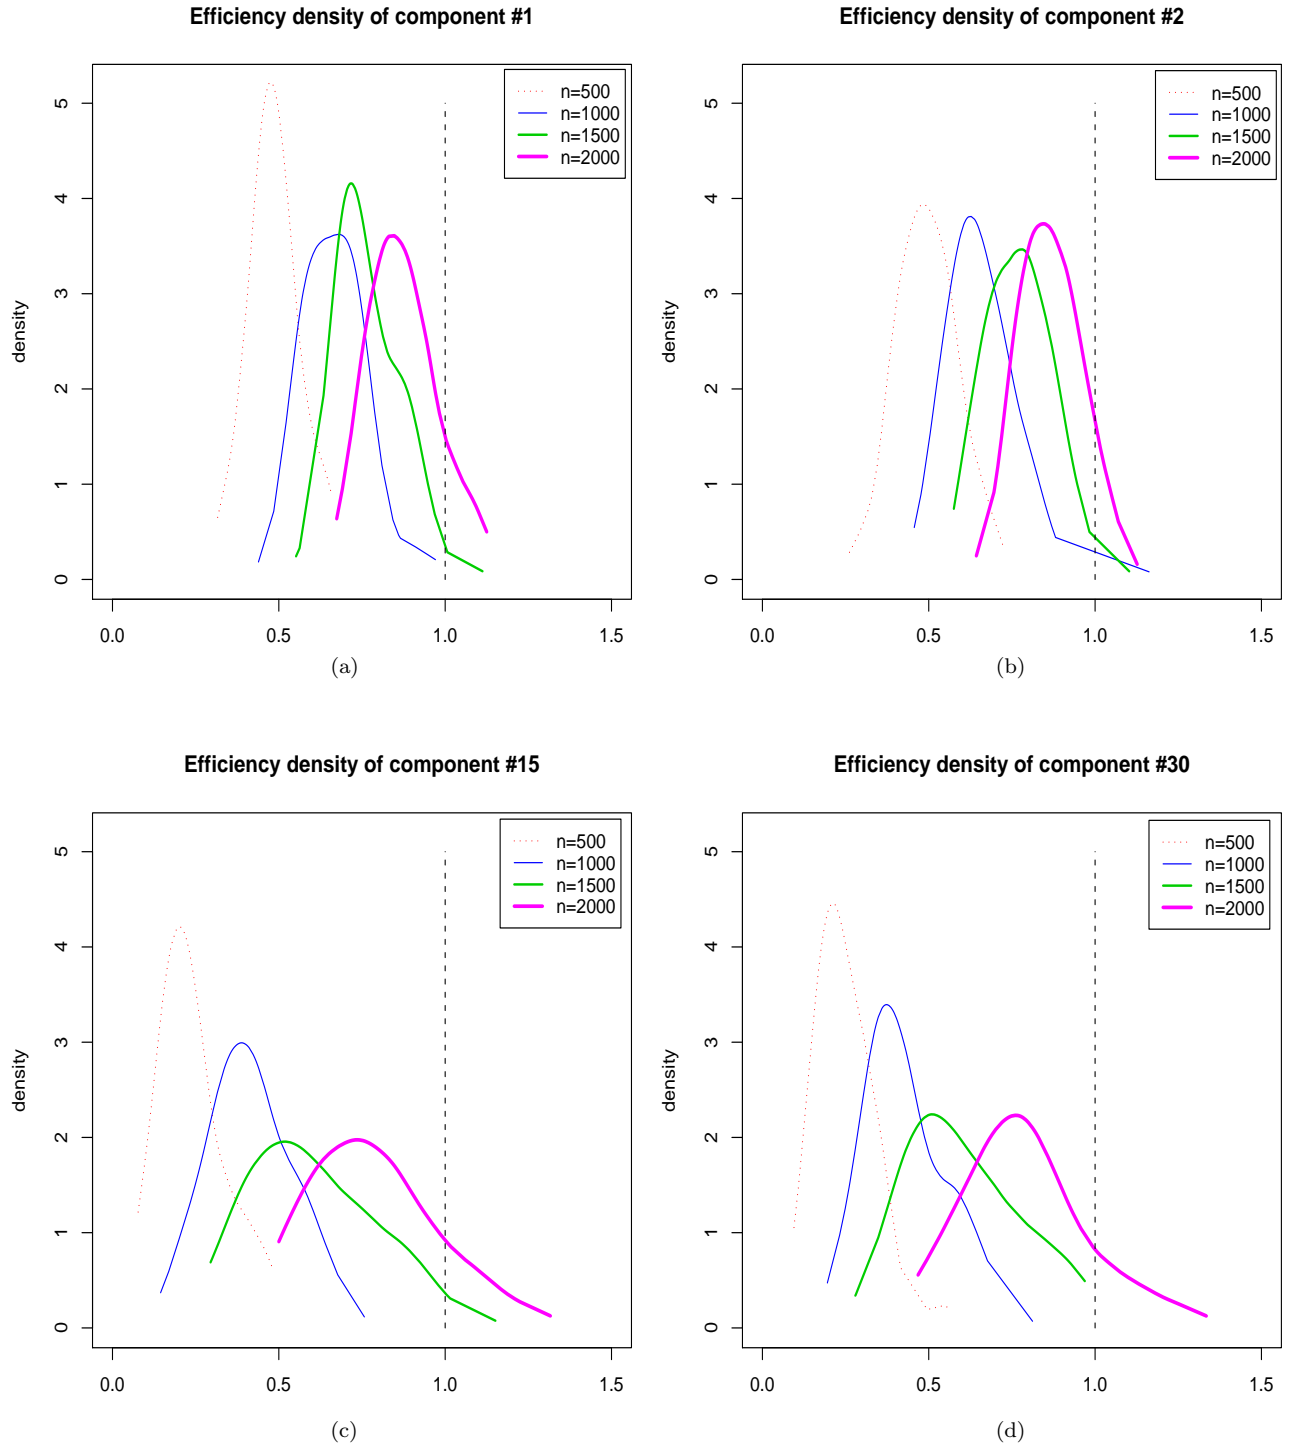 Efficiency density of component #1
density
0 1 2 3 4 5
n=500
n=1000
n=1500
n=2000
0.0 0.5 1.0 1.5
(a)
Efficiency density of component #2
density
0 1 2 3 4 5
n=500
n=1000
n=1500
n=2000
0.0 0.5 1.0 1.5
(b)
Efficiency density of component #15
density
0 1 2 3 4 5
n=500
n=1000
n=1500
n=2000
0.0 0.5 1.0 1.5
(c)
Efficiency density of component #30
density
0 1 2 3 4 5
n=500
n=1000
n=1500
n=2000
0.0 0.5 1.0 1.5
(d)